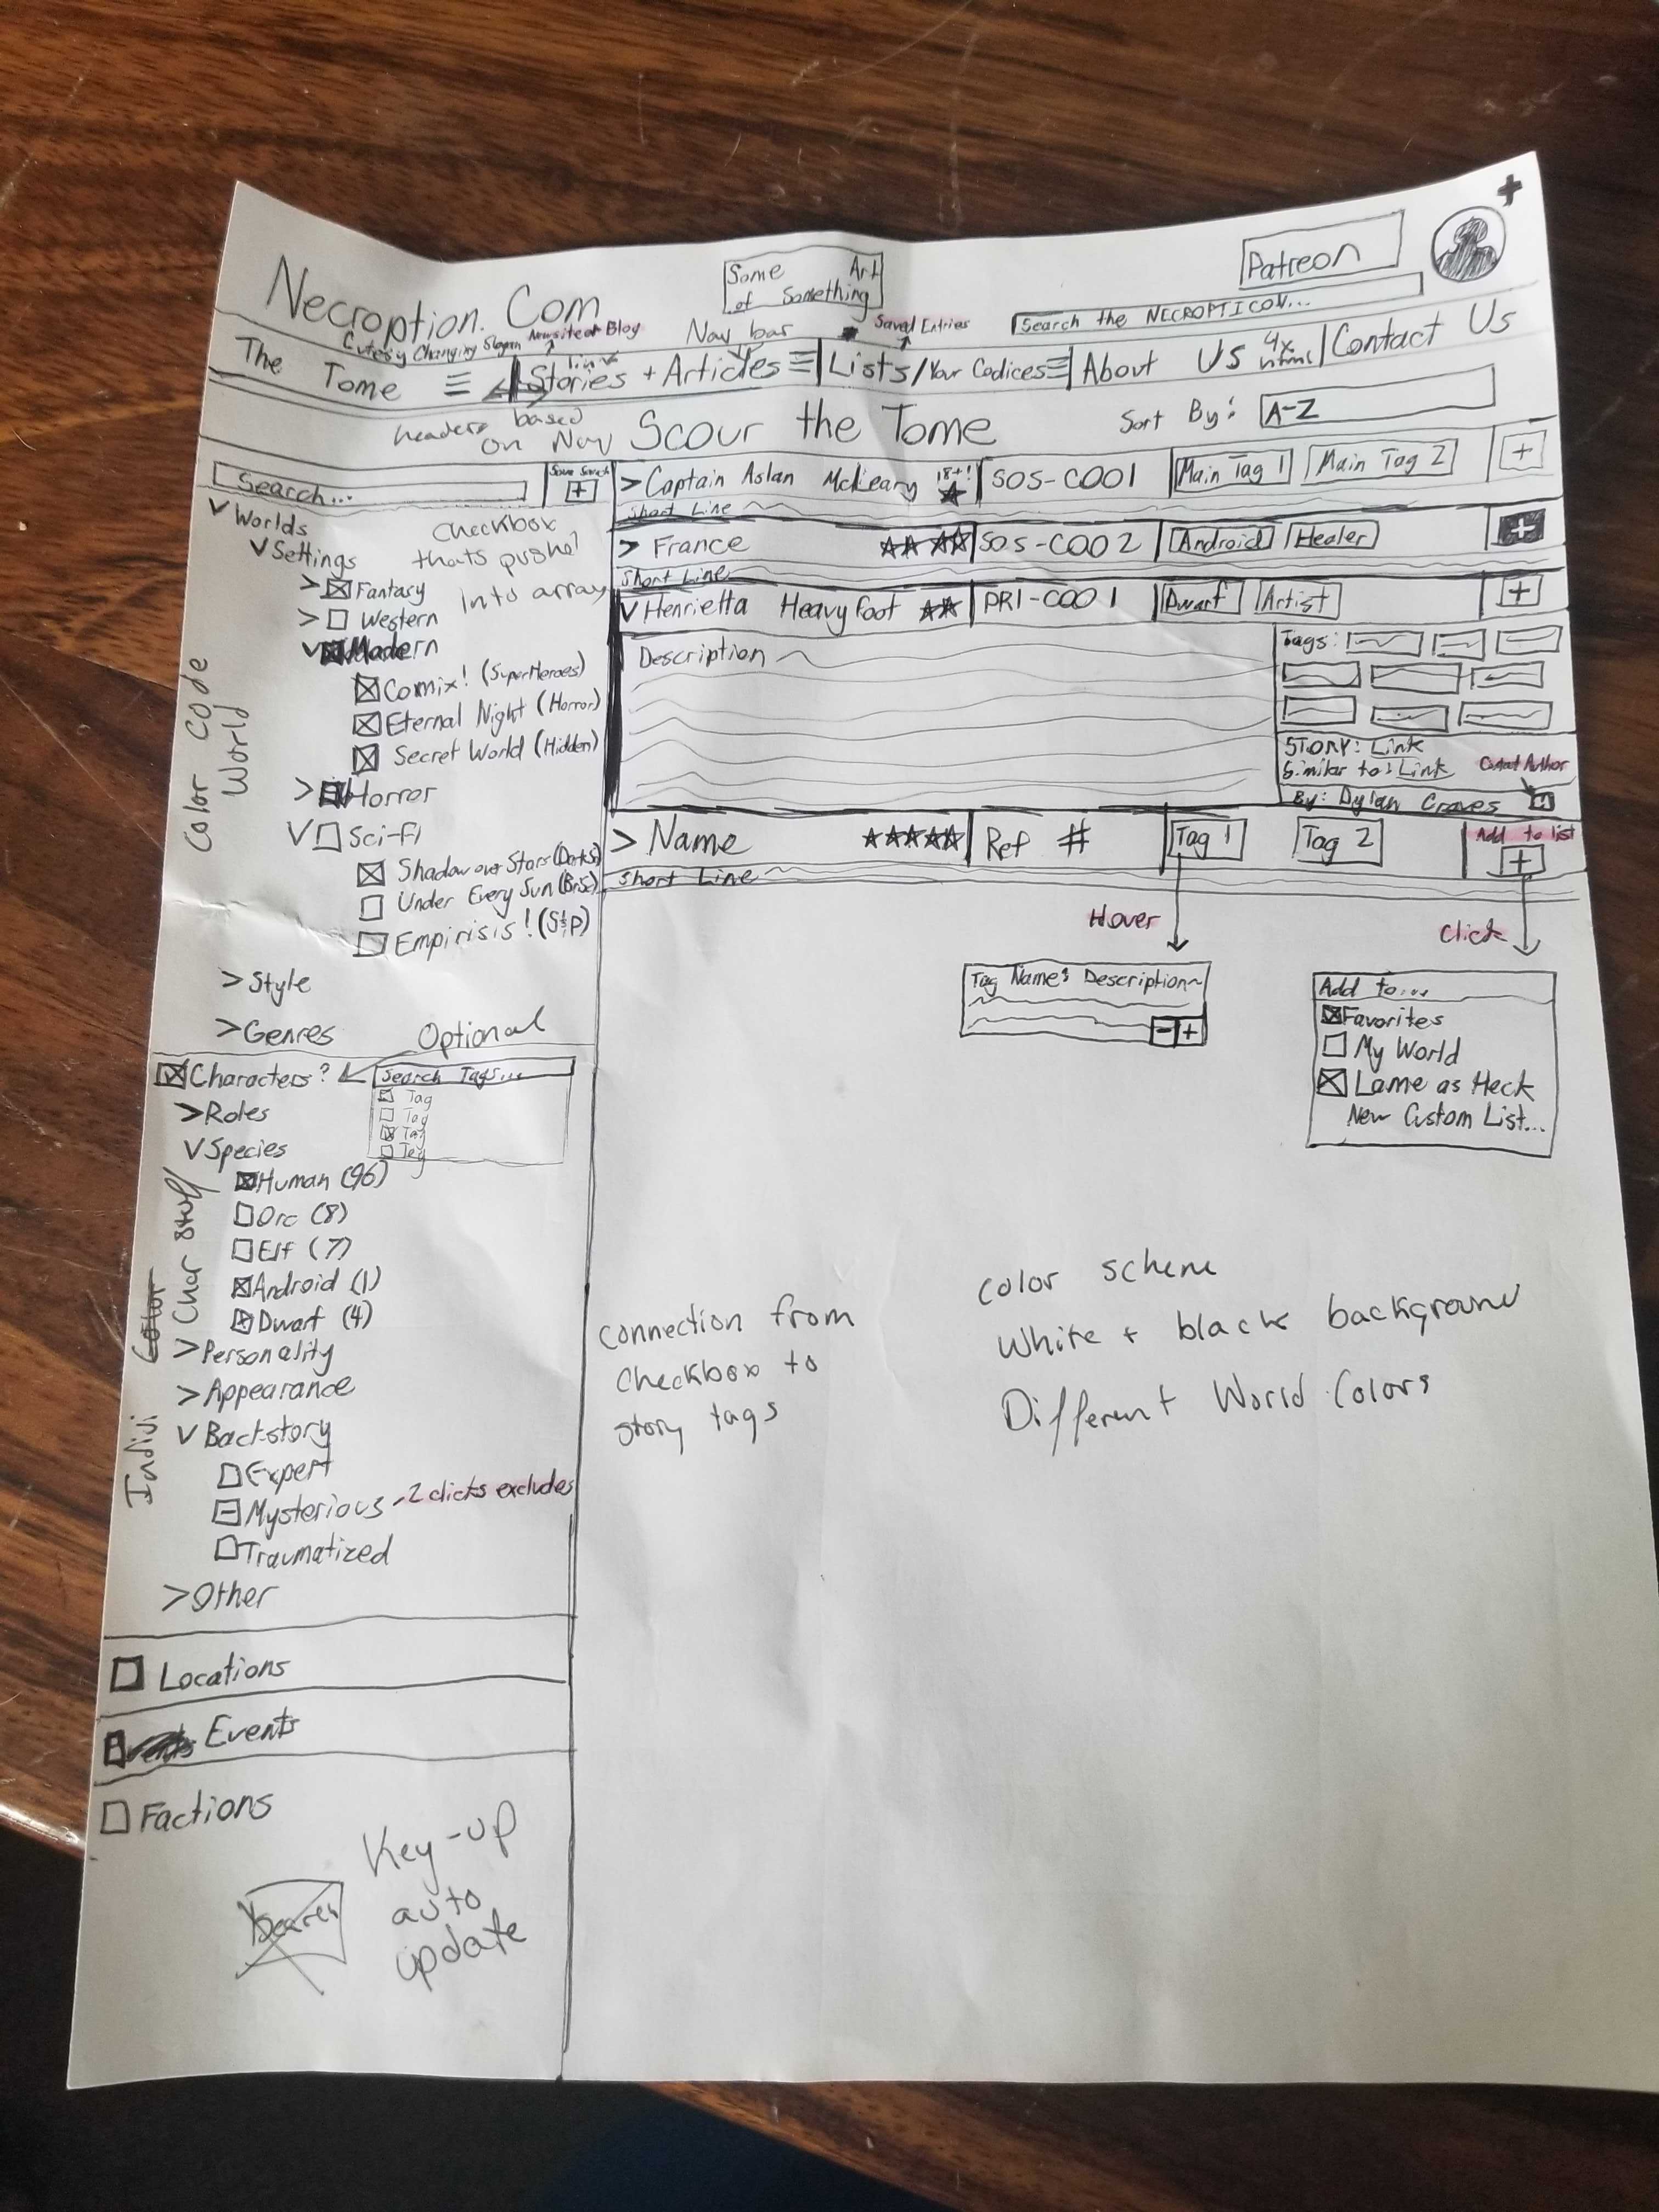 Necroption. Com
Cutesy Changing Slogan
Some Art
of Something
Patreon
Search the NECROPTICON...
Newsite or Blog
Nav bar
Saved Entries
The Tome
link
Stories + Articles
Lists/Your Codices
About Us
4x
html
Contact Us
headers based
on Nav
Scour the Tome
Sort By: A-Z
Search...
Save Search
+
> Captain Aslan McKleary 18+! SOS-C001 Main Tag 1 Main Tag 2 +
Short Line
> France SOS-C002 Android Healer +
Short Line
V Henrietta Heavyfoot PRI-C001 Dwarf Artist +
Description
Tags:
STORY: Link
Similar to: Link
Contact Author
By: Dylan Craves
> Name Ref # Tag 1 Tag 2 Add to list
+
Short Line
Hover
Click
Tag Name: Description
- +
Add to...
Favorites
My World
Lame as Heck
New Custom List...
V Worlds
V Settings
checkbox
thats pushed
into array
> Fantasy
> Western
V Modern
Comix! (SuperHeroes)
Eternal Night (Horror)
Secret World (Hidden)
> Horror
V Sci-fi
Shadow over Stars
Under Every Sun
Empirisis!
> Style
> Genres
Color Code
World
Optional
Characters?
Search Tags...
Tag
Tag
Tag
Tag
> Roles
V Species
Human (96)
Orc (8)
Elf (7)
Android (1)
Dwarf (4)
> Personality
> Appearance
V Backstory
Expert
Mysterious - 2 clicks excludes
Traumatized
> Other
Indivi Color Char stuff
Locations
Events
Factions
Search
Key-up
auto
update
connection from
checkbox to
story tags
color scheme
White + black background
Different World Colors